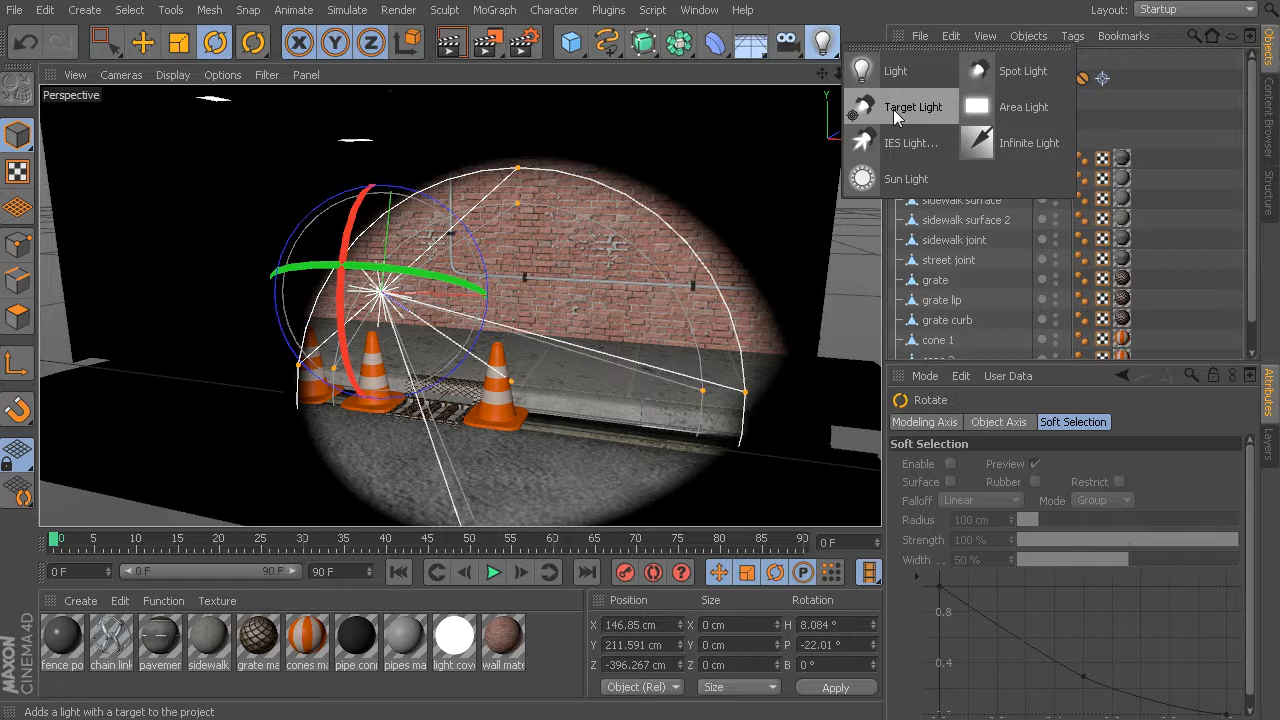 File Edit Create Select Tools Mesh Snap Animate Simulate Render Sculpt MoGraph Character Plugins Script Window Help Layout: Startup
File Edit View Objects Tags Bookmarks
View Cameras Display Options Filter Panel
Perspective
Y
Light Spot Light
Target Light Area Light
IES Light... Infinite Light
Sun Light
sidewalk surface
sidewalk surface 2
sidewalk joint
street joint
grate
grate lip
grate curb
cone 1
Objects
Content Browser
Structure
Attributes
Layers
Mode Edit User Data
Rotate
Modeling Axis Object Axis Soft Selection
Soft Selection
Enable Preview
Surface Rubber Restrict
Falloff Linear Mode Group
Radius 100 cm
Strength 100 %
Width . . 50 %
0.8
0.4
0 5 10 15 20 25 30 35 40 45 50 55 60 65 70 75 80 85 90 0 F
0 F 0 F 90 F 90 F
Create Edit Function Texture
fence po chain link pavemer sidewalk grate ma cones ma pipe conn pipes ma light cove wall mate
Position Size Rotation
X 146.85 cm X 0 cm H 8.084 °
Y 211.591 cm Y 0 cm P -22.01 °
Z -396.267 cm Z 0 cm B 0 °
Object (Rel) Size Apply
MAXON
CINEMA 4D
Adds a light with a target to the project